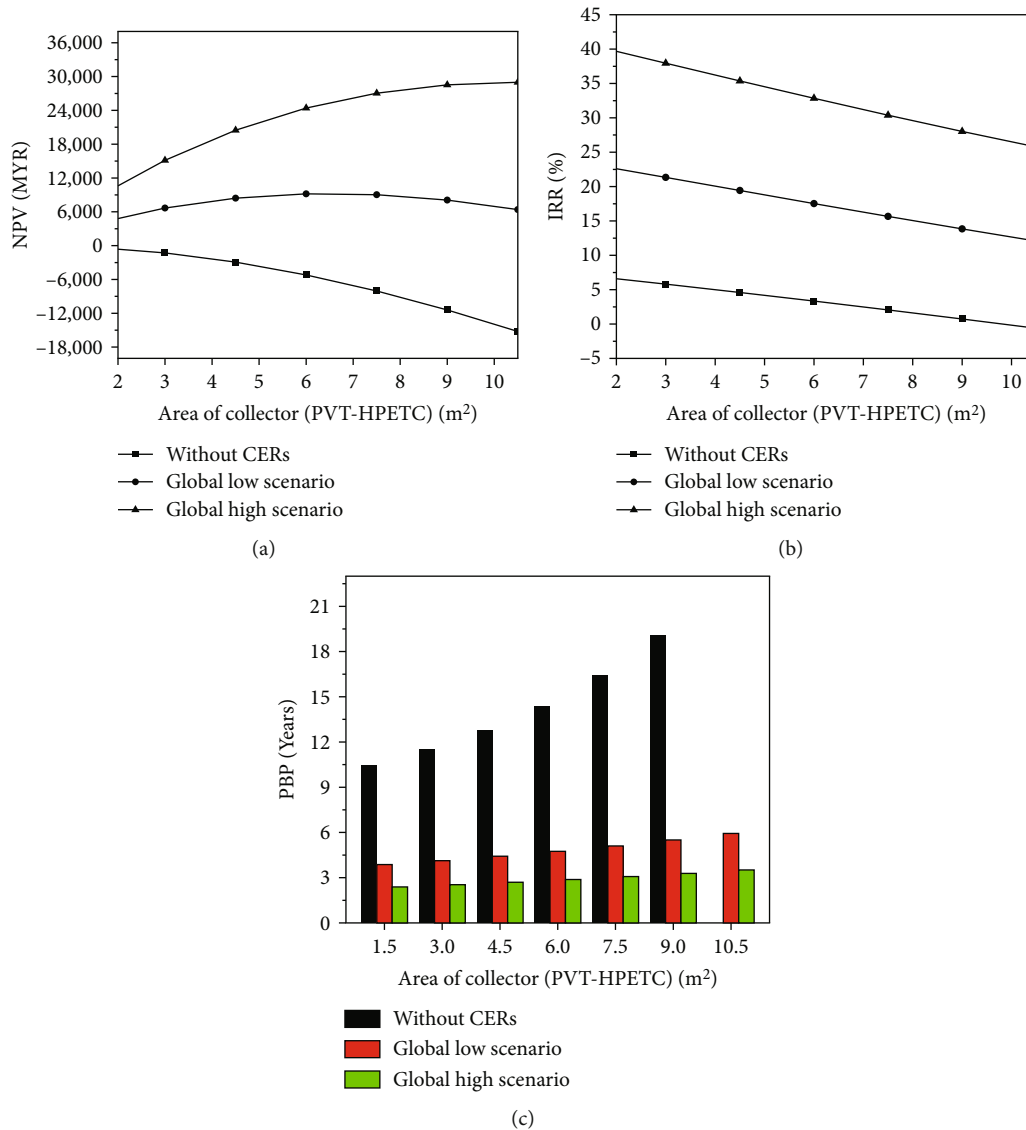 36,000
30,000
24,000
18,000
12,000
6,000
0
–6,000
–12,000
–18,000
NPV (MYR)
2 3 4 5 6 7 8 9 10
Area of collector (PVT-HPETC) (m²)
Without CERs
Global low scenario
Global high scenario
(a)
45
40
35
30
25
20
15
10
5
0
–5
IRR (%)
2 3 4 5 6 7 8 9 10
Area of collector (PVT-HPETC) (m²)
Without CERs
Global low scenario
Global high scenario
(b)
21
18
15
12
9
6
3
0
PBP (Years)
1.5 3.0 4.5 6.0 7.5 9.0 10.5
Area of collector (PVT-HPETC) (m²)
Without CERs
Global low scenario
Global high scenario
(c)